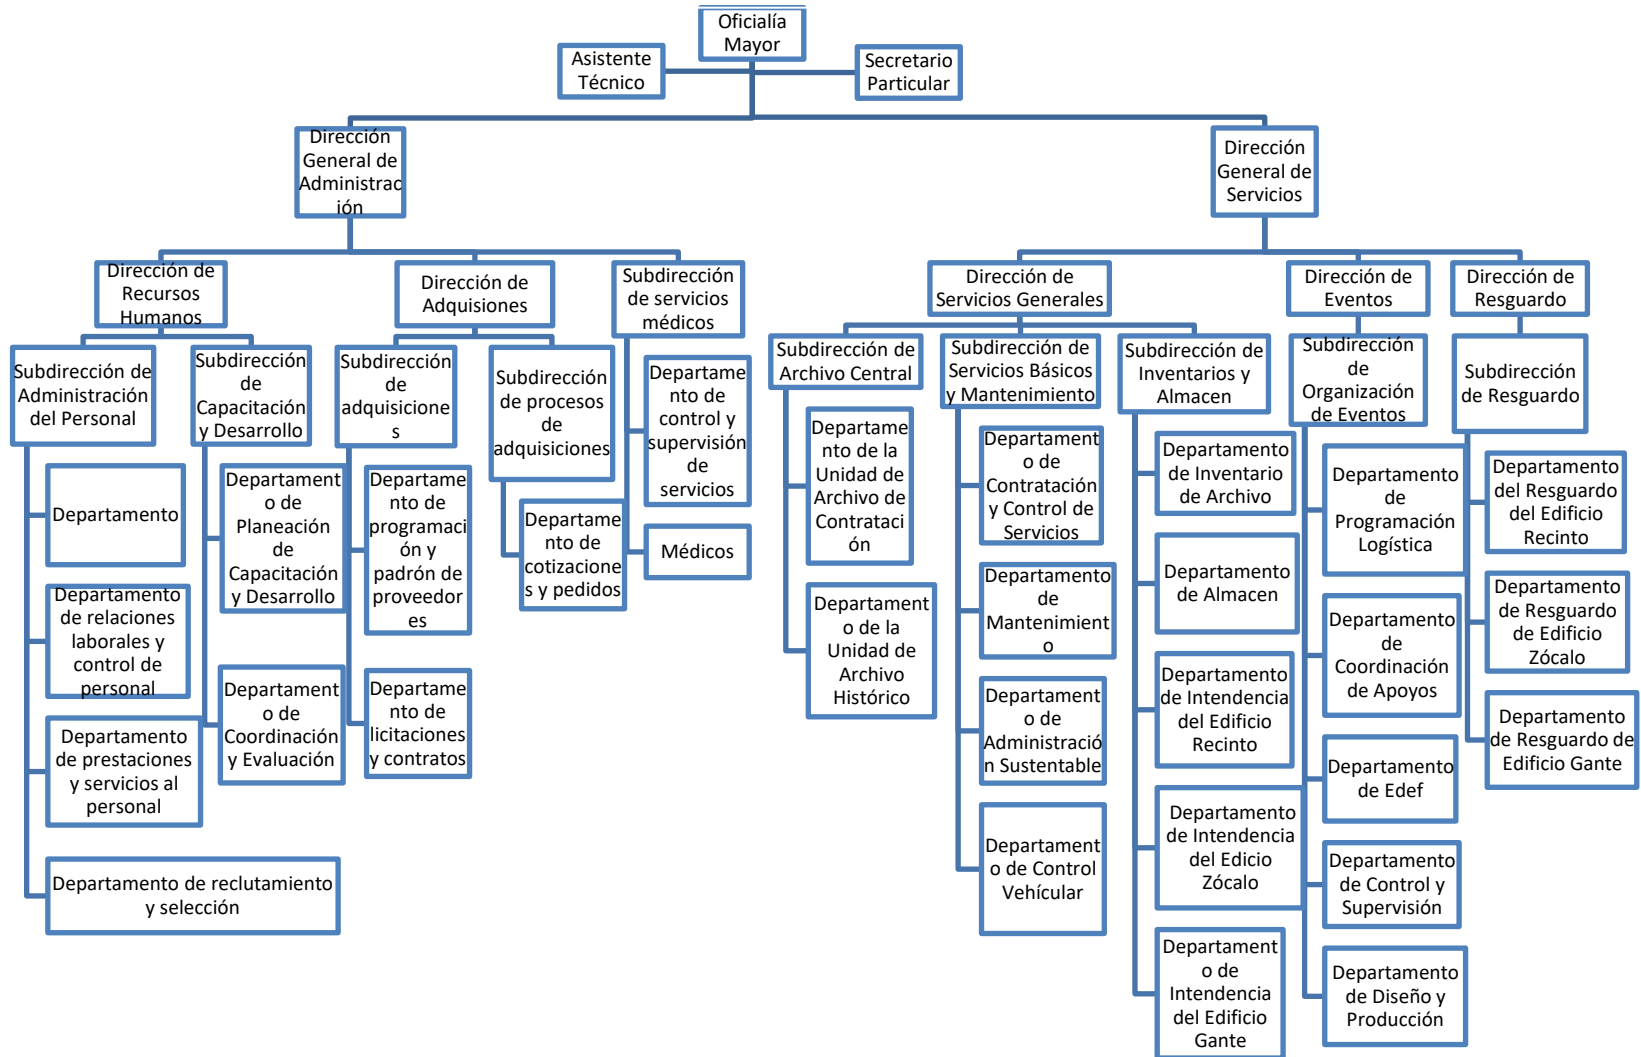 Oficialía
Mayor
Asistente
Técnico
Secretario
Particular
Dirección
General de
Administrac
ión
Dirección
General de
Servicios
Dirección de
Recursos
Humanos
Dirección de
Adquisiones
Subdirección
de servicios
médicos
Dirección de
Servicios Generales
Dirección de
Eventos
Dirección de
Resguardo
Subdirección de
Administración
del Personal
Subdirección
de
Capacitación
y Desarrollo
Subdirección
de
adquisicione
s
Subdirección
de procesos
de
adquisiciones
Departame
nto de
control y
supervisión
de
servicios
Médicos
Subdirección de
Archivo Central
Subdirección de
Servicios Básicos
y Mantenimiento
Subdirección de
Inventarios y
Almacen
Subdirección
de
Organización
de Eventos
Subdirección
de Resguardo
Departamento
Departamento
de relaciones
laborales y
control de
personal
Departamento
de prestaciones
y servicios al
personal
Departamento de reclutamiento
y selección
Departament
o de
Planeación
de
Capacitación
y Desarrollo
Departament
o de
Coordinación
y Evaluación
Departame
nto de
programaci
ón y
padrón de
proveedor
es
Departame
nto de
licitaciones
y contratos
Departame
nto de
cotizacione
s y pedidos
Departame
nto de la
Unidad de
Archivo de
Contrataci
ón
Departament
o de la
Unidad de
Archivo
Histórico
Departament
o de
Contratación
y Control de
Servicios
Departament
o de
Mantenimient
o
Departament
o de
Administració
n Sustentable
Departament
o de Control
Vehícular
Departamento
de Inventario
de Archivo
Departamento
de Almacen
Departamento
de Intendencia
del Edificio
Recinto
Departamento
de Intendencia
del Edicio
Zócalo
Departament
o de
Intendencia
del Edificio
Gante
Departamento
de
Programación
Logística
Departamento
de
Coordinación
de Apoyos
Departamento
de Edef
Departamento
de Control y
Supervisión
Departamento
de Diseño y
Producción
Departamento
del Resguardo
del Edificio
Recinto
Departamento
de Resguardo
de Edificio
Zócalo
Departamento
de Resguardo de
Edificio Gante